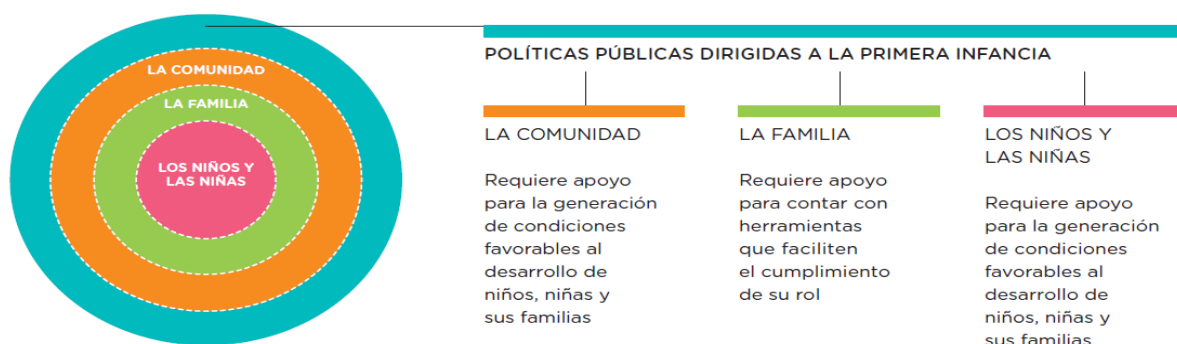 LA COMUNIDAD
LA FAMILIA
LOS NIÑOS Y
LAS NIÑAS
POLÍTICAS PÚBLICAS DIRIGIDAS A LA PRIMERA INFANCIA
LA COMUNIDAD
Requiere apoyo
para la generación
de condiciones
favorables al
desarrollo de
niños, niñas y
sus familias
LA FAMILIA
Requiere apoyo
para contar con
herramientas
que faciliten
el cumplimiento
de su rol
LOS NIÑOS Y
LAS NIÑAS
Requiere apoyo
para la generación
de condiciones
favorables al
desarrollo de
niños, niñas y
sus familias